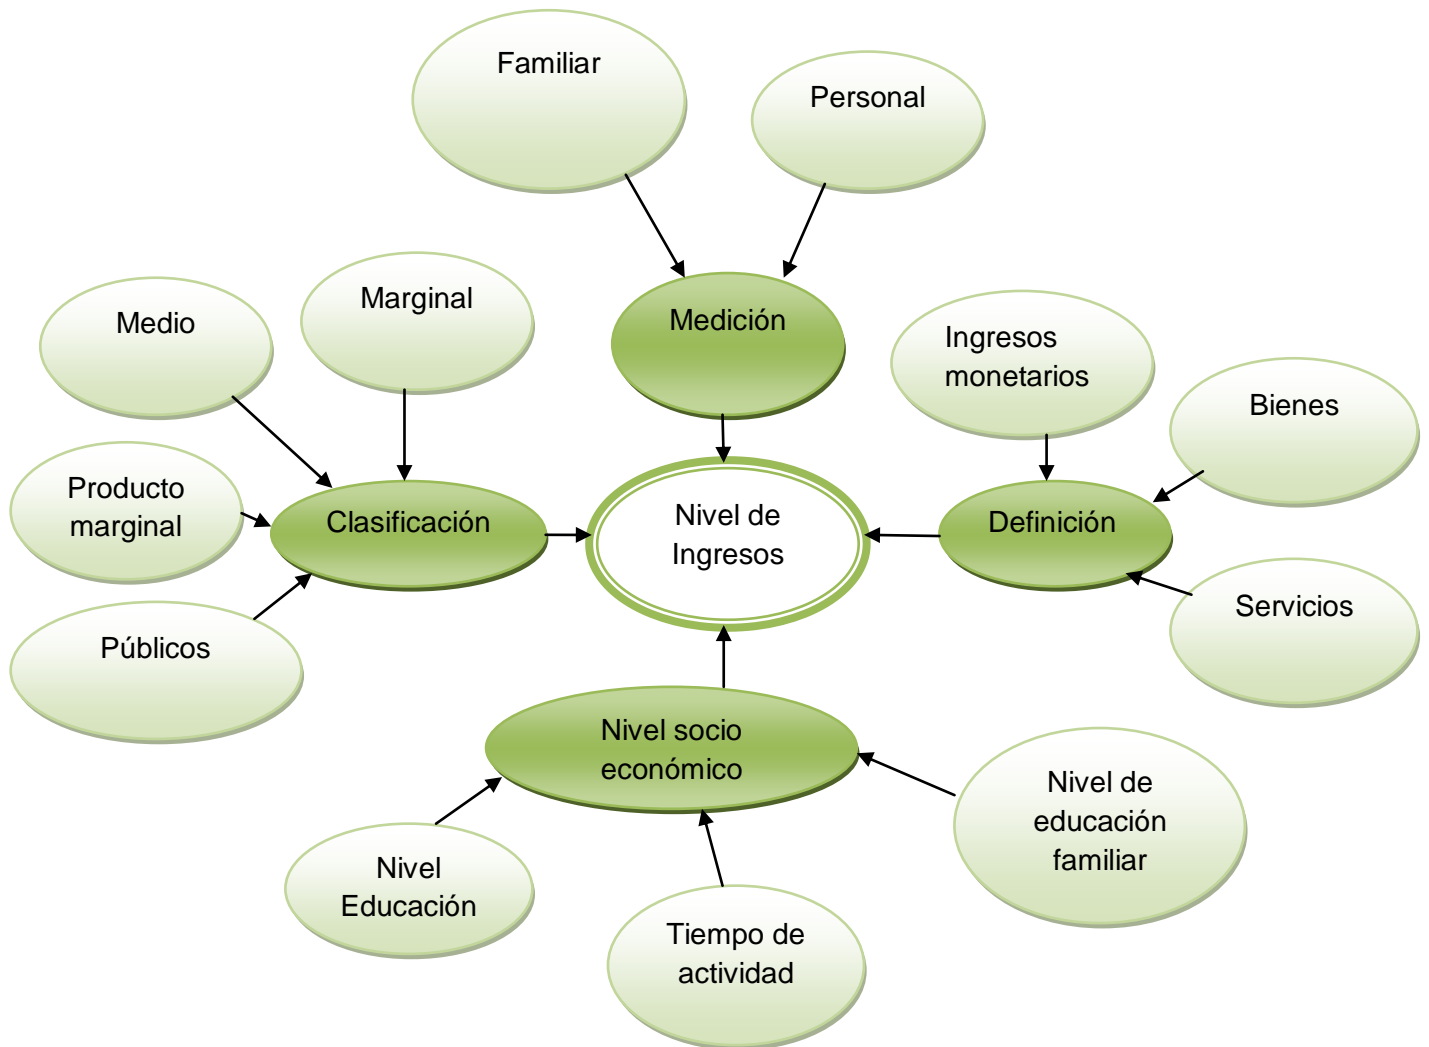 Familiar
Personal
Medio
Marginal
Medición
Ingresos
monetarios
Bienes
Producto
marginal
Clasificación
Nivel de
Ingresos
Definición
Servicios
Públicos
Nivel socio
económico
Nivel de
educación
familiar
Nivel
Educación
Tiempo de
actividad